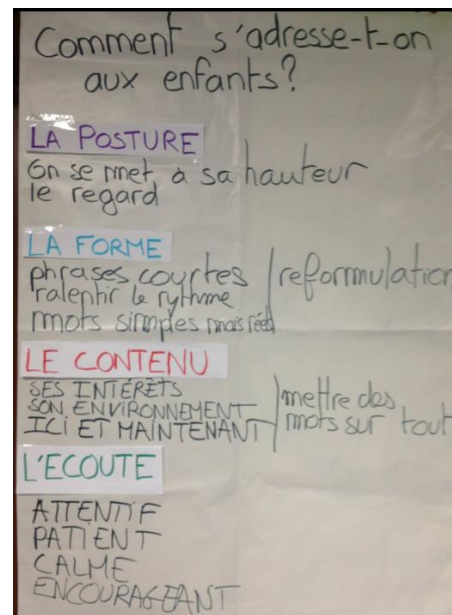 Comment s'adresse-t-on
aux enfants?
LA POSTURE
On se met à sa hauteur
le regard
LA FORME
phrases courtes
ralentir le rythme
mots simples mais réels
reformulation
LE CONTENU
SES INTÉRÊTS
SON ENVIRONNEMENT
ICI ET MAINTENANT
mettre des
mots sur tout
L'ECOUTE
ATTENTIF
PATIENT
CALME
ENCOURAGEANT